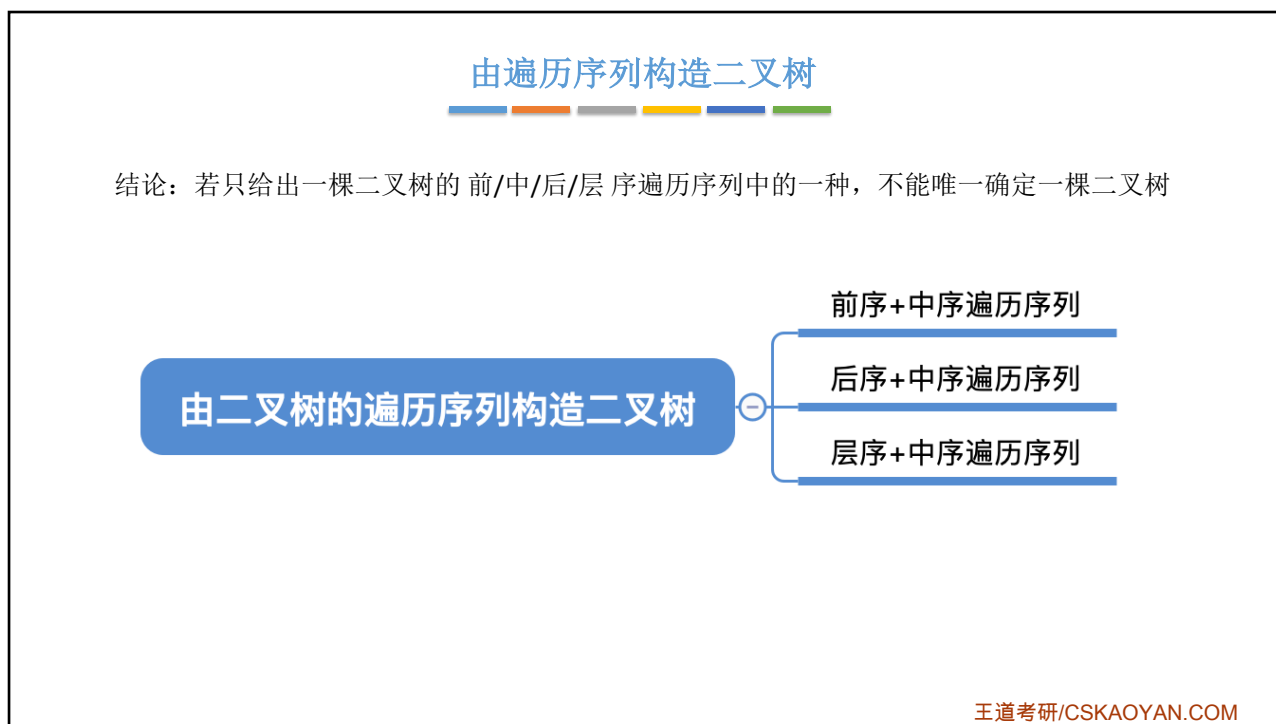 由遍历序列构造二叉树
结论：若只给出一棵二叉树的 前/中/后/层 序遍历序列中的一种，不能唯一确定一棵二叉树
前序+中序遍历序列
由二叉树的遍历序列构造二叉树
后序+中序遍历序列
层序+中序遍历序列
王道考研/CSKAOYAN.COM